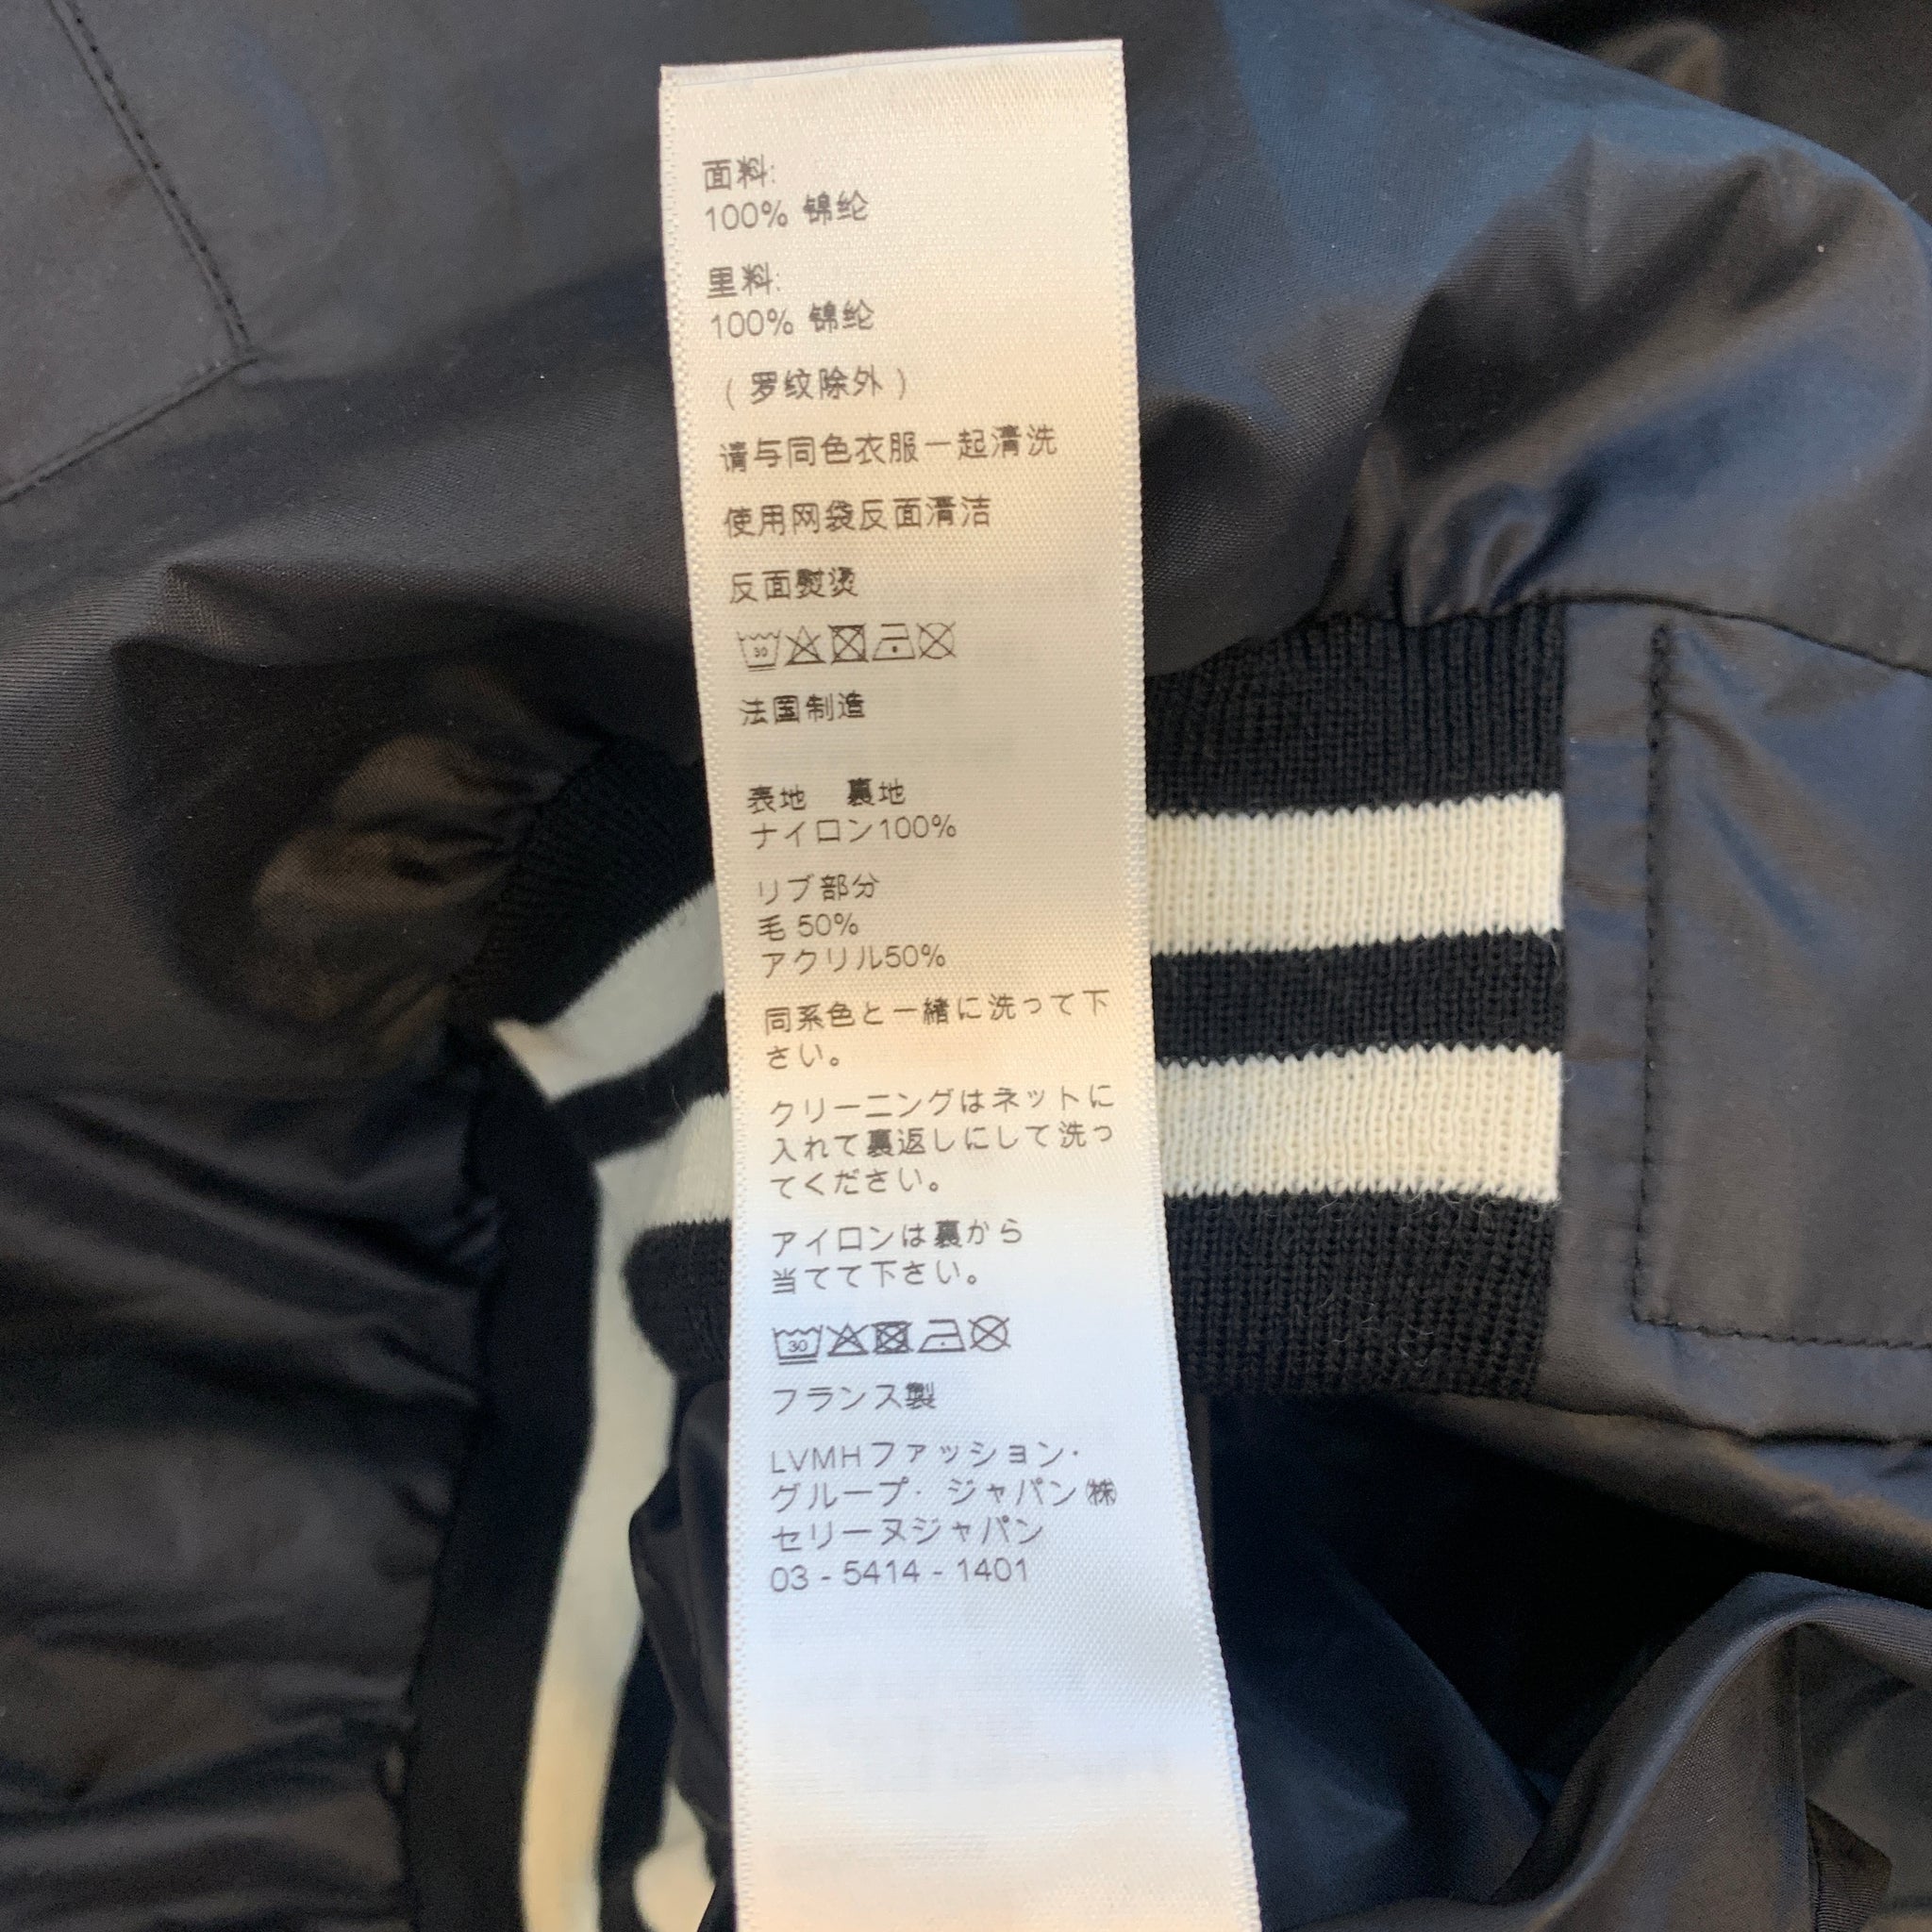 面料:
100% 锦纶
里料:
100% 锦纶
( 罗纹除外 )
请与同色衣服一起清洗
使用网袋反面清洁
反面熨烫
30
法国制造
表地　裏地
ナイロン100%
リブ部分
毛 50%
アクリル50%
同系色と一緒に洗って下
さい。
クリーニングはネットに
入れて裏返しにして洗っ
てください。
アイロンは裏から
当てて下さい。
30
フランス製
LVMHファッション·
グループ· ジャパン㈱
セリーヌジャパン
03 - 5414 - 1401